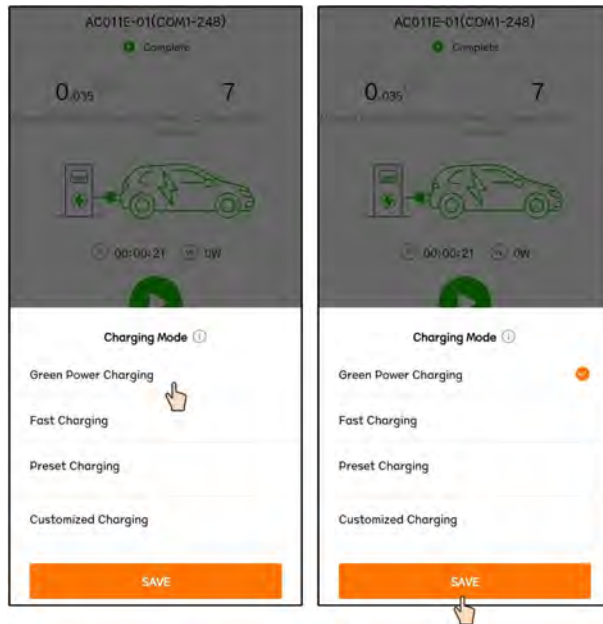 AC011E-01(COM1-248)
Complete
0.035
7
00:00:21
0W
Charging Mode
Green Power Charging
Fast Charging
Preset Charging
Customized Charging
SAVE
AC011E-01(COM1-248)
Complete
0.035
7
00:00:21
0W
Charging Mode
Green Power Charging
Fast Charging
Preset Charging
Customized Charging
SAVE